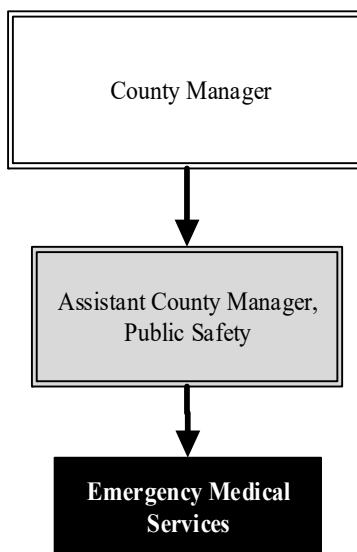 County Manager
Assistant County Manager,
Public Safety
Emergency Medical
Services